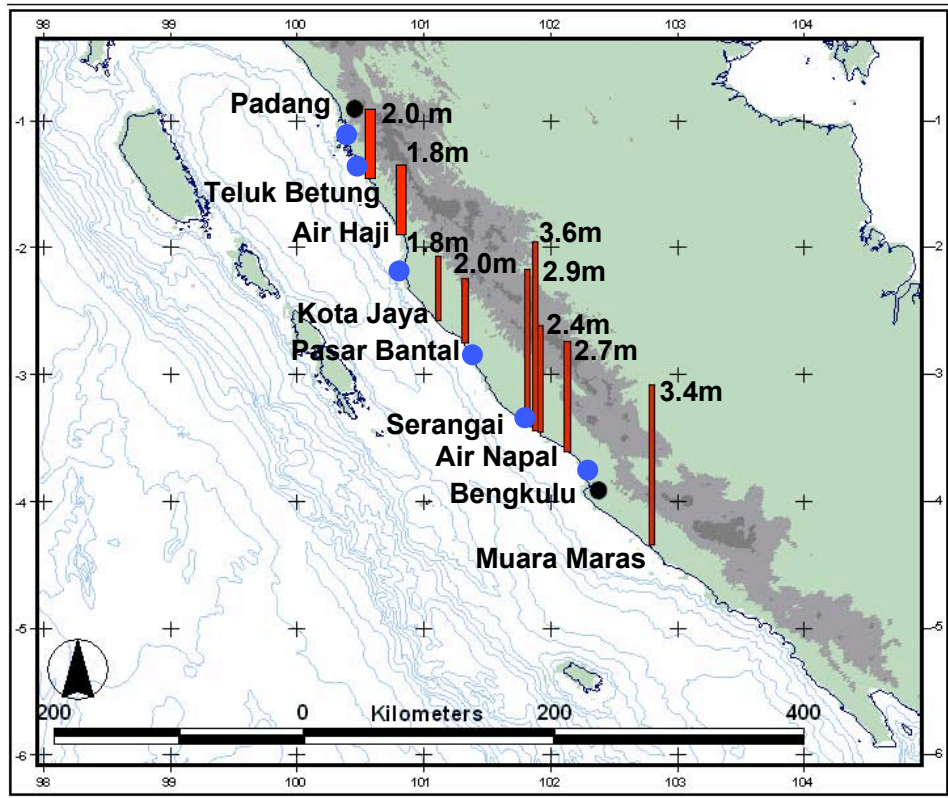 98 99 100 101 102 103 104
Padang
2.0 m
-1
-1
1.8m
Teluk Betung
Air Haji
1.8m
3.6m
-2
-2
2.0m
2.9m
Kota Jaya
2.4m
Pasar Bantal
2.7m
-3
-3
3.4m
Serangai
Air Napal
Bengkulu
-4
-4
Muara Maras
-5
-5
200 0 Kilometers 200 400
-6
-6
98 99 100 101 102 103 104